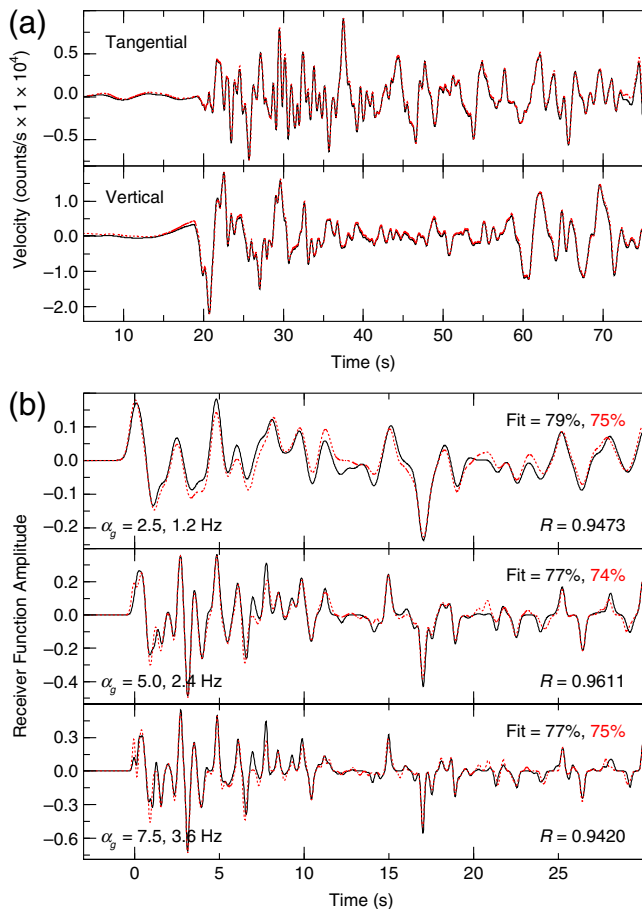 (a)
Tangential
0.5
0.0
−0.5
Vertical
1.0
0.0
−1.0
−2.0
Velocity (counts/s × 1 × 10⁴)
10 20 30 40 50 60 70
Time (s)
(b)
Fit = 79%, 75%
0.1
0.0
−0.1
−0.2
αg = 2.5, 1.2 Hz
R = 0.9473
Fit = 77%, 74%
0.2
0.0
−0.2
−0.4
αg = 5.0, 2.4 Hz
R = 0.9611
Fit = 77%, 75%
0.3
0.0
−0.3
−0.6
αg = 7.5, 3.6 Hz
R = 0.9420
Receiver Function Amplitude
0 5 10 15 20 25
Time (s)